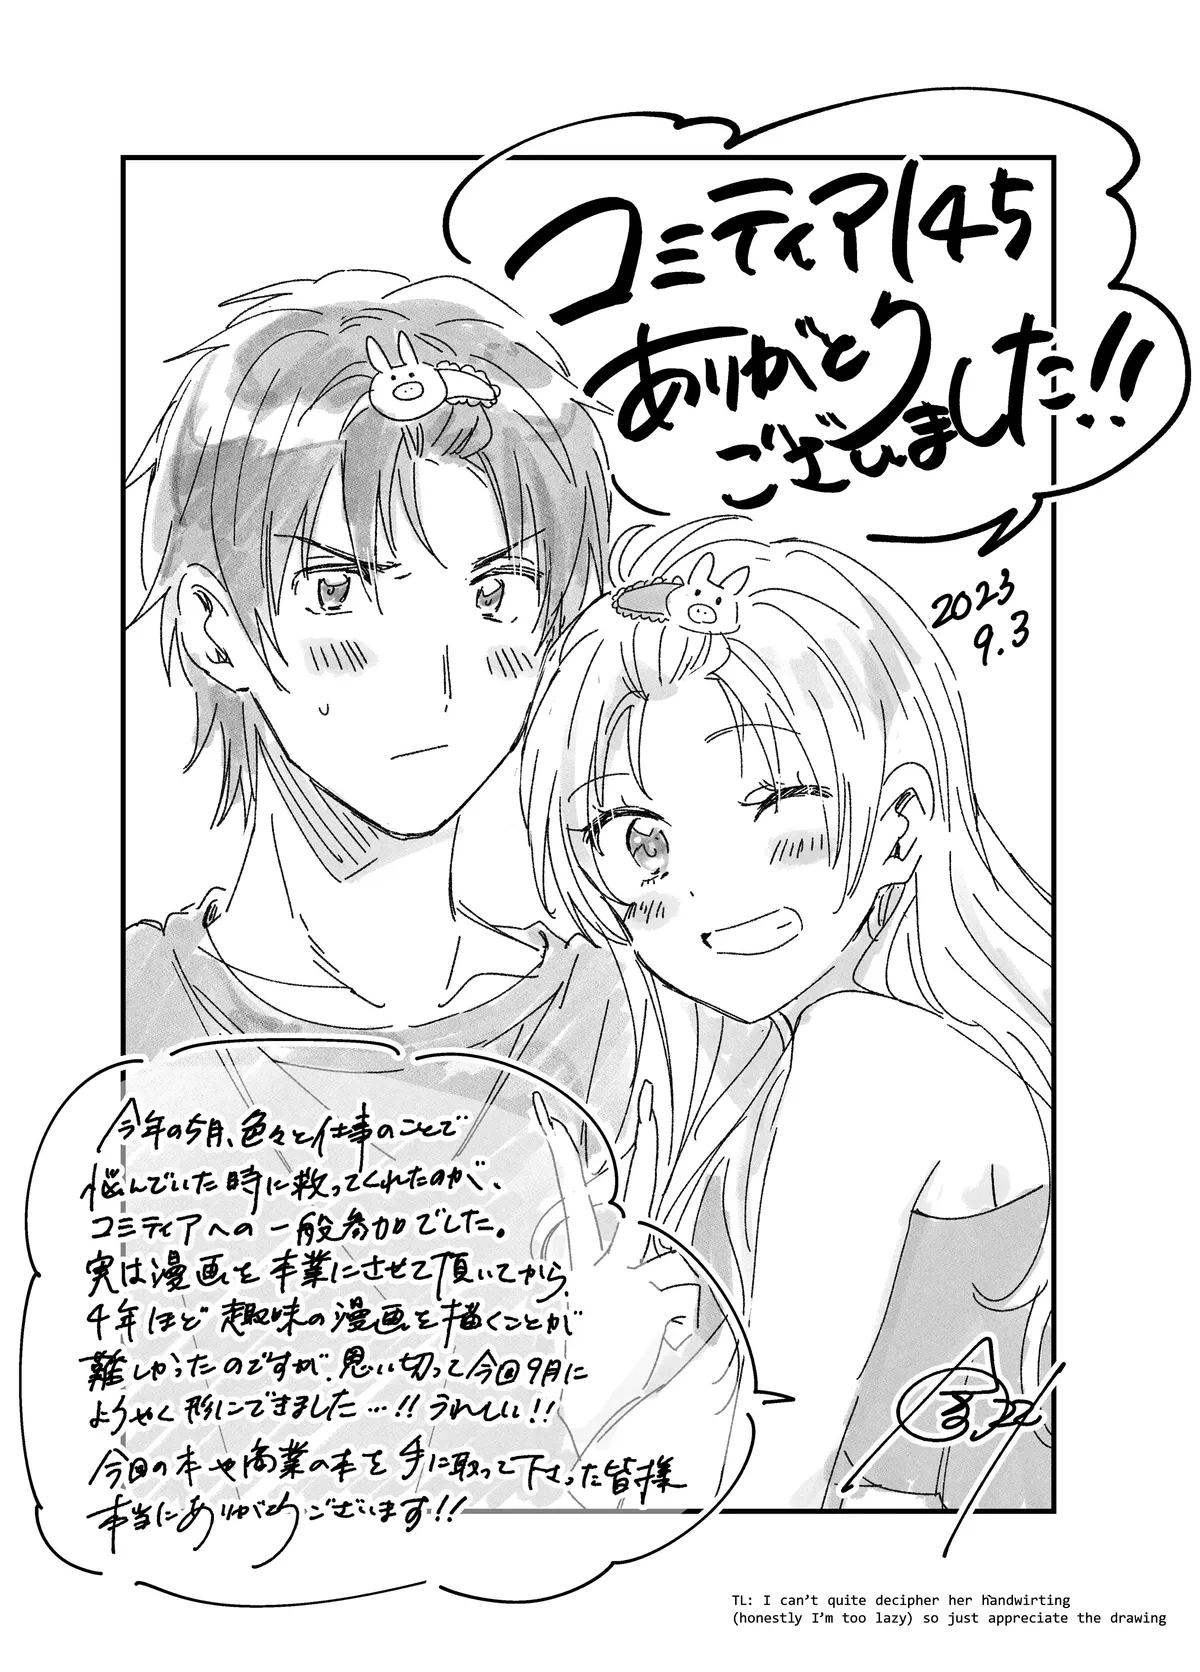 コミティア145
ありがとう
ございました!!
2023
9.3
今年の5月、色々と仕事のことで
悩んでいた時に救ってくれたのが、
コミティアへの一般参加でした。
実は漫画を本業にさせて頂いてから、
4年ほど趣味の漫画を描くことが
難しかったのですが、思い切って今回9月に
ようやく形にできました…!!うれしい!!
今回の本や商業の本を手に取って下さった皆様
本当にありがとうございます!!
TL: I can't quite decipher her handwirting
(honestly I'm too lazy) so just appreciate the drawing